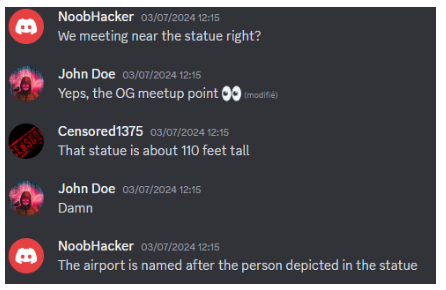 NoobHacker 03/07/2024 12:15
We meeting near the statue right?
John Doe 03/07/2024 12:15
Yeps, the OG meetup point 👀 (modifié)
Censored1375 03/07/2024 12:15
That statue is about 110 feet tall
John Doe 03/07/2024 12:15
Damn
NoobHacker 03/07/2024 12:15
The airport is named after the person depicted in the statue